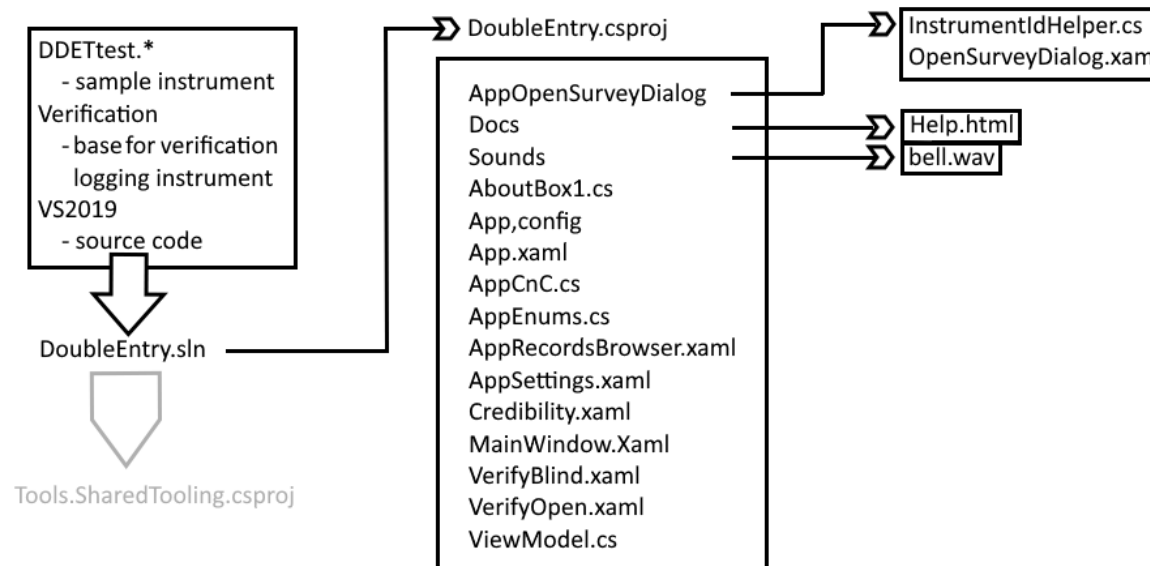 DDETtest.*
- sample instrument
Verification
- base for verification
logging instrument
VS2019
- source code
DoubleEntry.sln
Tools.SharedTooling.csproj
DoubleEntry.csproj
AppOpenSurveyDialog
Docs
Sounds
AboutBox1.cs
App,config
App.xaml
AppCnC.cs
AppEnums.cs
AppRecordsBrowser.xaml
AppSettings.xaml
Credibility.xaml
MainWindow.Xaml
VerifyBlind.xaml
VerifyOpen.xaml
ViewModel.cs
InstrumentIdHelper.cs
OpenSurveyDialog.xam
Help.html
bell.wav